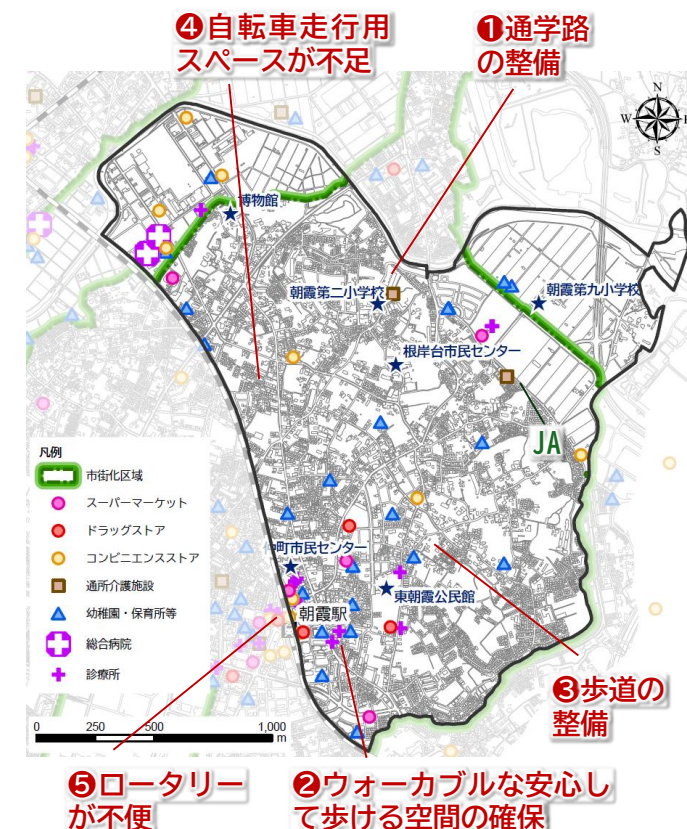 ❹自転車走行用
スペースが不足
❶通学路
の整備
N
W
E
S
博物館
朝霞第二小学校
朝霞第九小学校
根岸台市民センター
JA
凡例
市街化区域
スーパーマーケット
ドラッグストア
コンビニエンスストア
通所介護施設
幼稚園・保育所等
総合病院
診療所
仲町市民センター
東朝霞公民館
朝霞駅
0 250 500 1,000
m
❸歩道の
整備
❺ロータリー
が不便
❷ウォーカブルな安心し
て歩ける空間の確保